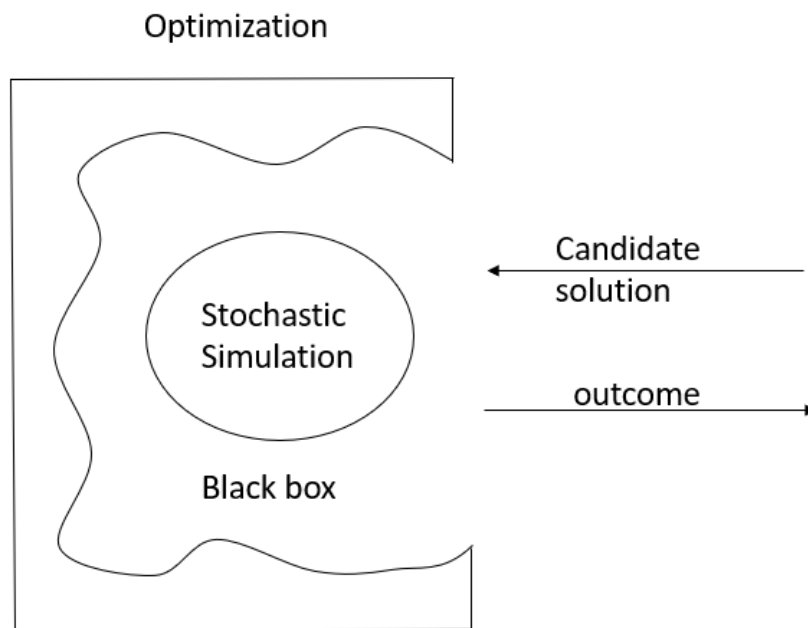 Optimization
Candidate
solution
Stochastic
Simulation
outcome
Black box